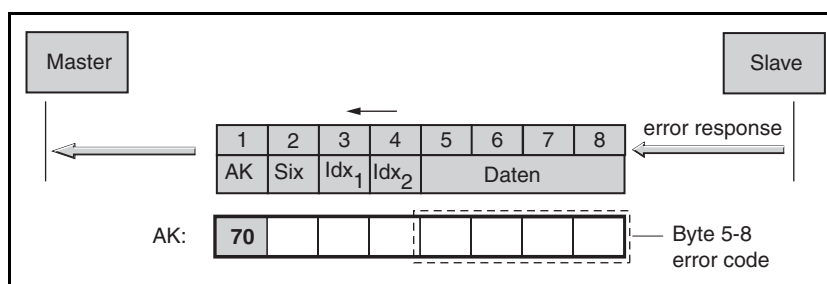 Master
Slave
1 2 3 4 5 6 7 8
error response
AK Six Idx1 Idx2 Daten
AK: 70
Byte 5-8
error code